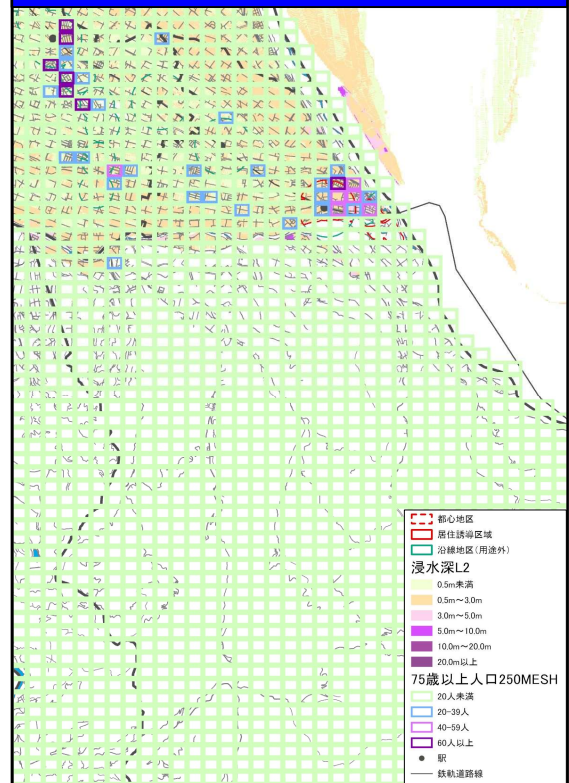 都心地区
居住誘導区域
沿線地区(用途外)
浸水深L2
0.5m未満
0.5m~3.0m
3.0m~5.0m
5.0m~10.0m
10.0m~20.0m
20.0m以上
75歳以上人口250MESH
20人未満
20-39人
40-59人
60人以上
駅
鉄軌道路線